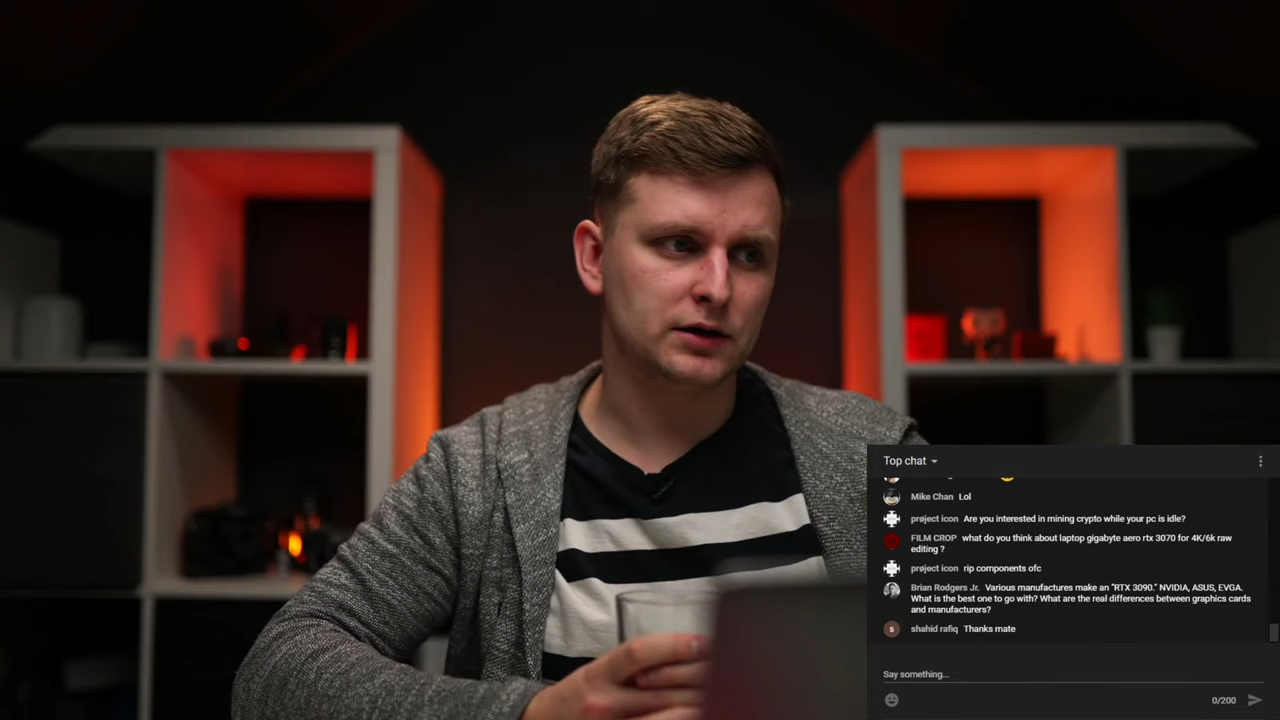 Top chat
Mike Chan Lol
prøject icon Are you interested in mining crypto while your pc is idle?
FILM CROP what do you think about laptop gigabyte aero rtx 3070 for 4K/6k raw
editing ?
prøject icon rip components ofc
Brian Rodgers Jr. Various manufactures make an "RTX 3090." NVIDIA, ASUS, EVGA.
What is the best one to go with? What are the real differences between graphics cards
and manufacturers?
s shahid rafiq Thanks mate
Say something...
0/200